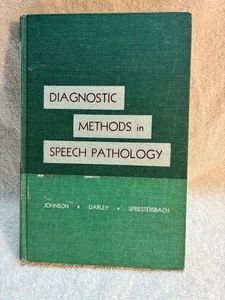 DIAGNOSTIC
METHODS in
SPEECH PATHOLOGY
JOHNSON • DARLEY • SPRIESTERSBACH